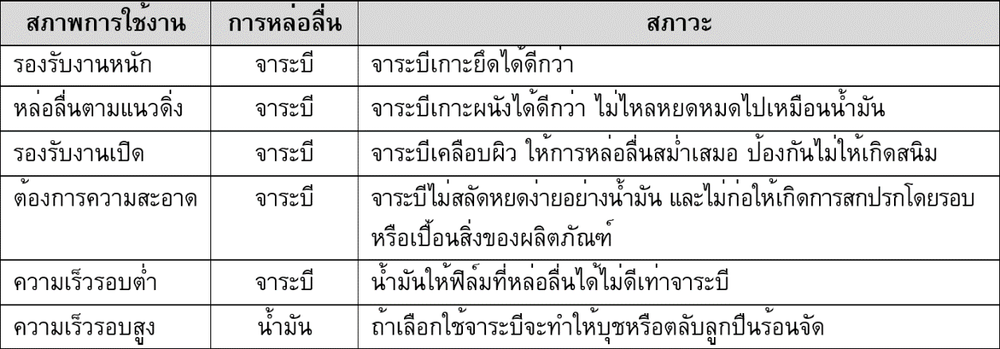 สภาพการใช้งาน การหล่อลื่น สภาวะ
รองรับงานหนัก จาระบี จาระบีเกาะยึดได้ดีกว่า
หล่อลื่นตามแนวดิ่ง จาระบี จาระบีเกาะผนังได้ดีกว่า ไม่ไหลหยดหมดไปเหมือนน้ำมัน
รองรับงานเปิด จาระบี จาระบีเคลือบผิว ให้การหล่อลื่นสม่ำเสมอ ป้องกันไม่ให้เกิดสนิม
ต้องการความสะอาด จาระบี จาระบีไม่สลัดหยดง่ายอย่างน้ำมัน และไม่ก่อให้เกิดการสกปรกโดยรอบ
หรือเปื้อนสิ่งของผลิตภัณฑ์
ความเร็วรอบต่ำ จาระบี น้ำมันให้ฟิล์มที่หล่อลื่นได้ไม่ดีเท่าจาระบี
ความเร็วรอบสูง น้ำมัน ถ้าเลือกใช้จาระบีจะทำให้บุชหรือตลับลูกปืนร้อนจัด